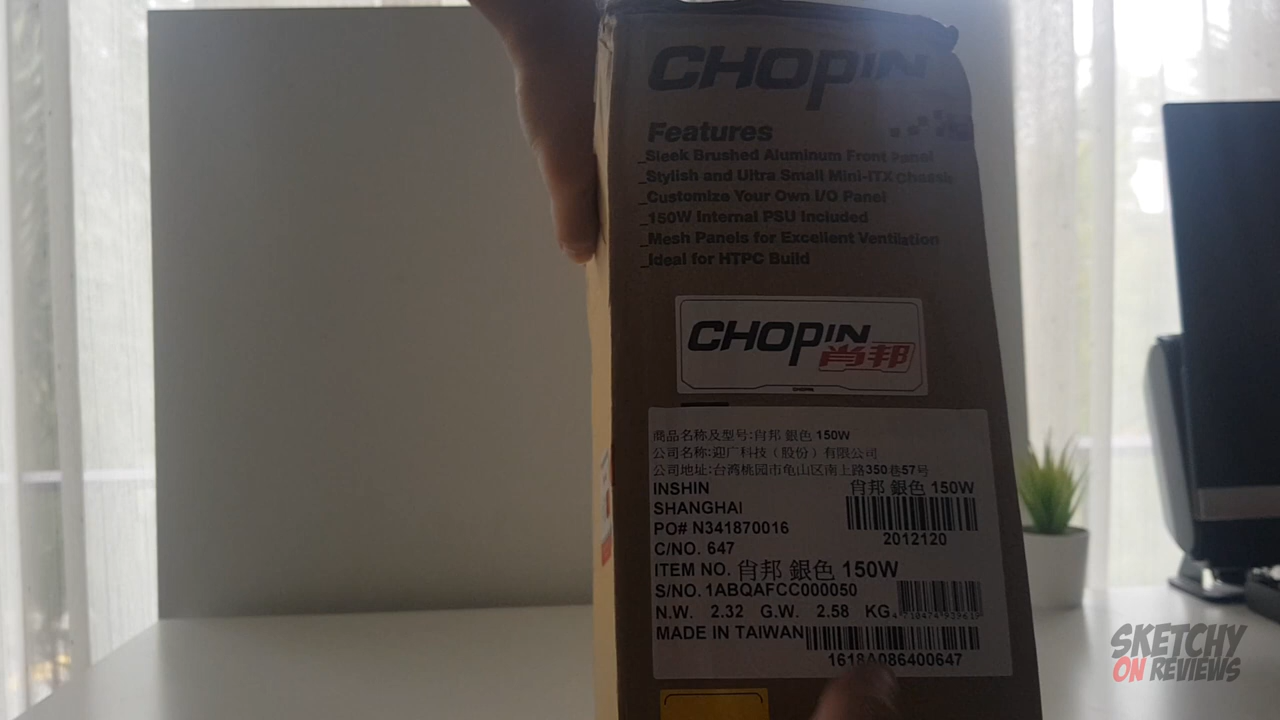 CHOPIN
Features
_Sleek Brushed Aluminum Front Panel
_Stylish and Ultra Small Mini-ITX Chassis
_Customize Your Own I/O Panel
_150W Internal PSU Included
_Mesh Panels for Excellent Ventilation
_Ideal for HTPC Build
CHOPIN
肖邦
商品名称及型号:肖邦 銀色 150W
公司名称:迎广科技(股份)有限公司
公司地址:台湾桃园市龟山区南上路350巷57号
INSHIN
肖邦 銀色 150W
SHANGHAI
PO# N341870016
2012120
C/NO. 647
ITEM NO. 肖邦 銀色 150W
S/NO. 1ABQAFCC000050
N.W. 2.32 G.W. 2.58 KG
MADE IN TAIWAN
1618A086400647
SKETCHY
ON REVIEWS